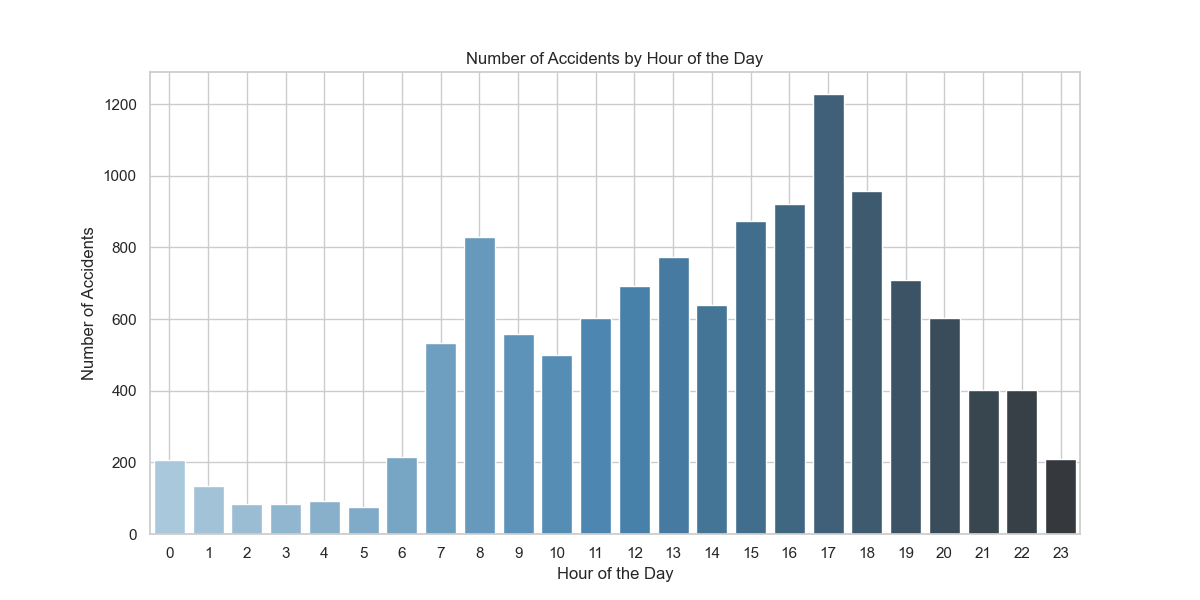 Number of Accidents by Hour of the Day
Number of Accidents
1200
1000
800
600
400
200
0
0 1 2 3 4 5 6 7 8 9 10 11 12 13 14 15 16 17 18 19 20 21 22 23
Hour of the Day